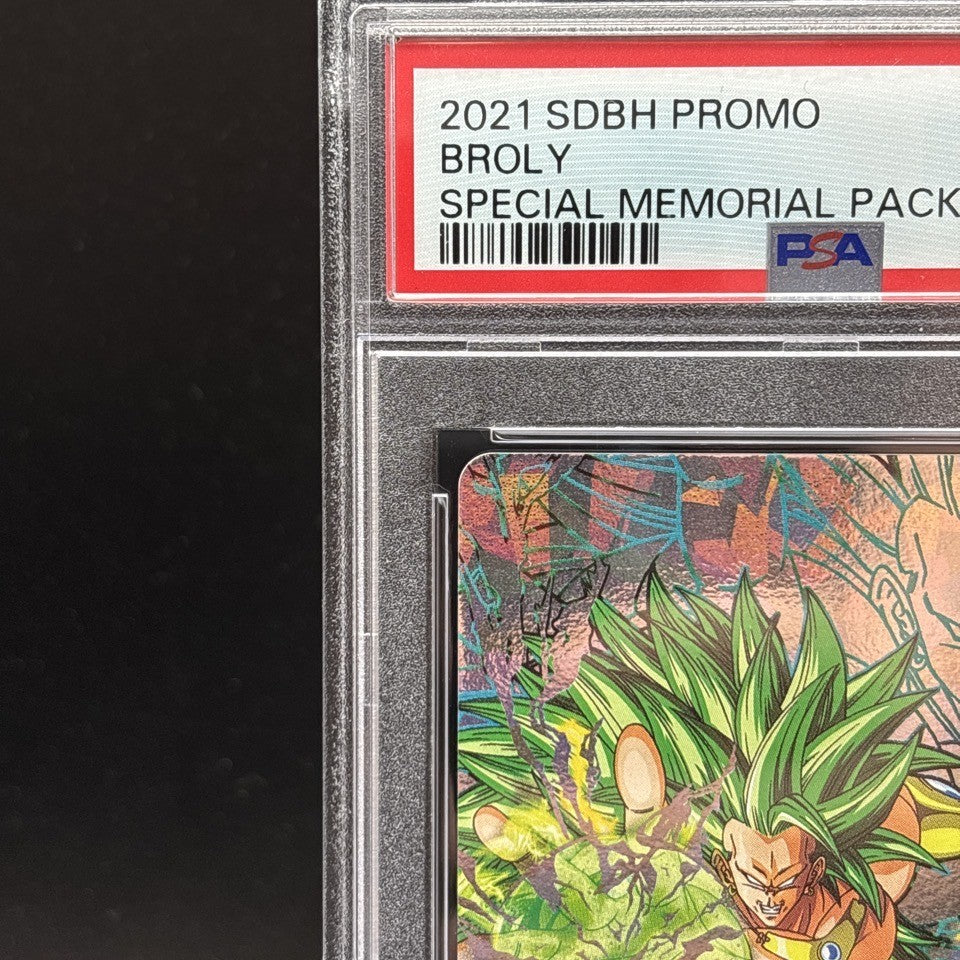 2021 SDBH PROMO
BROLY
SPECIAL MEMORIAL PACK
PSA